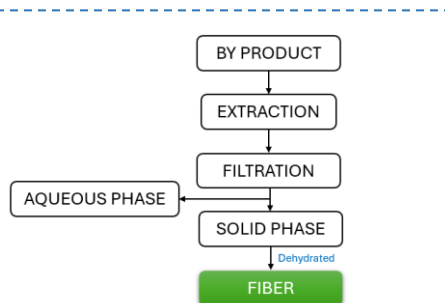 BY PRODUCT
EXTRACTION
FILTRATION
AQUEOUS PHASE
SOLID PHASE
Dehydrated
FIBER